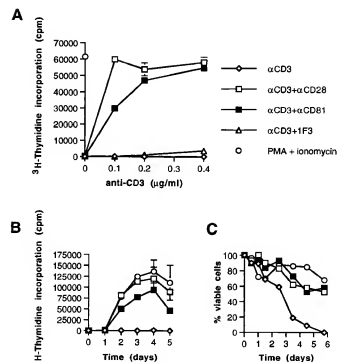 A
³H-Thymidine incorporation (cpm)
70000
60000
50000
40000
30000
20000
10000
0
0.0
0.1
0.2
0.3
0.4
anti-CD3 (µg/ml)
αCD3
αCD3+αCD28
αCD3+αCD81
αCD3+1F3
PMA + ionomycin
B
H-Thymidine incorporation (cpm)
175000
150000
125000
100000
75000
50000
25000
0
0 1 2 3 4 5
Time (days)
C
% viable cells
100
80
60
40
20
0
0 1 2 3 4 5 6
Time (days)